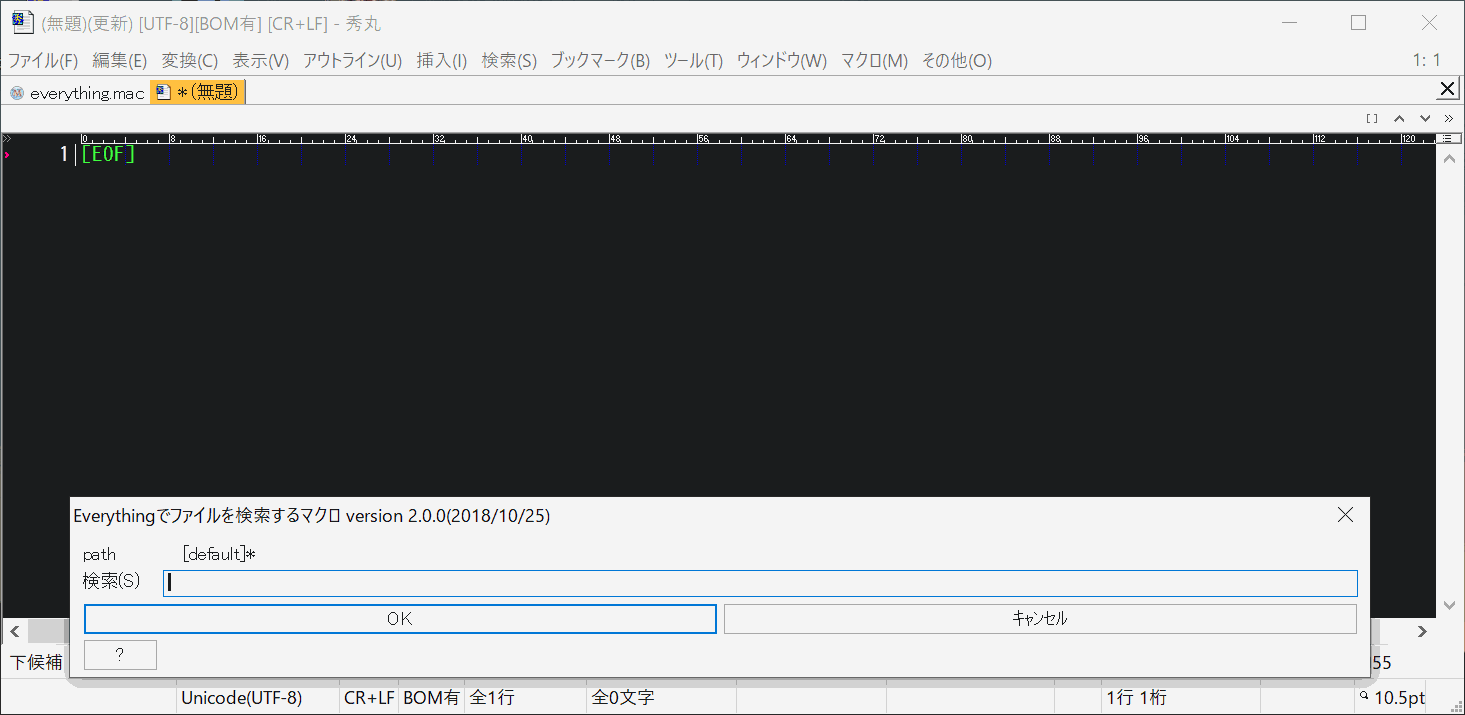 (無題)(更新) [UTF-8][BOM有] [CR+LF] - 秀丸
ファイル(F) 編集(E) 変換(C) 表示(V) アウトライン(U) 挿入(I) 検索(S) ブックマーク(B) ツール(T) ウィンドウ(W) マクロ(M) その他(O) 1: 1
everything.mac *(無題)
0 8 16 24 32 40 48 56 64 72 80 88 96 104 112 120
1 [EOF]
Everythingでファイルを検索するマクロ version 2.0.0(2018/10/25)
path [default]*
検索(S)
OK キャンセル
?
下候補 55
Unicode(UTF-8) CR+LF BOM有 全1行 全0文字 1行 1桁 10.5pt